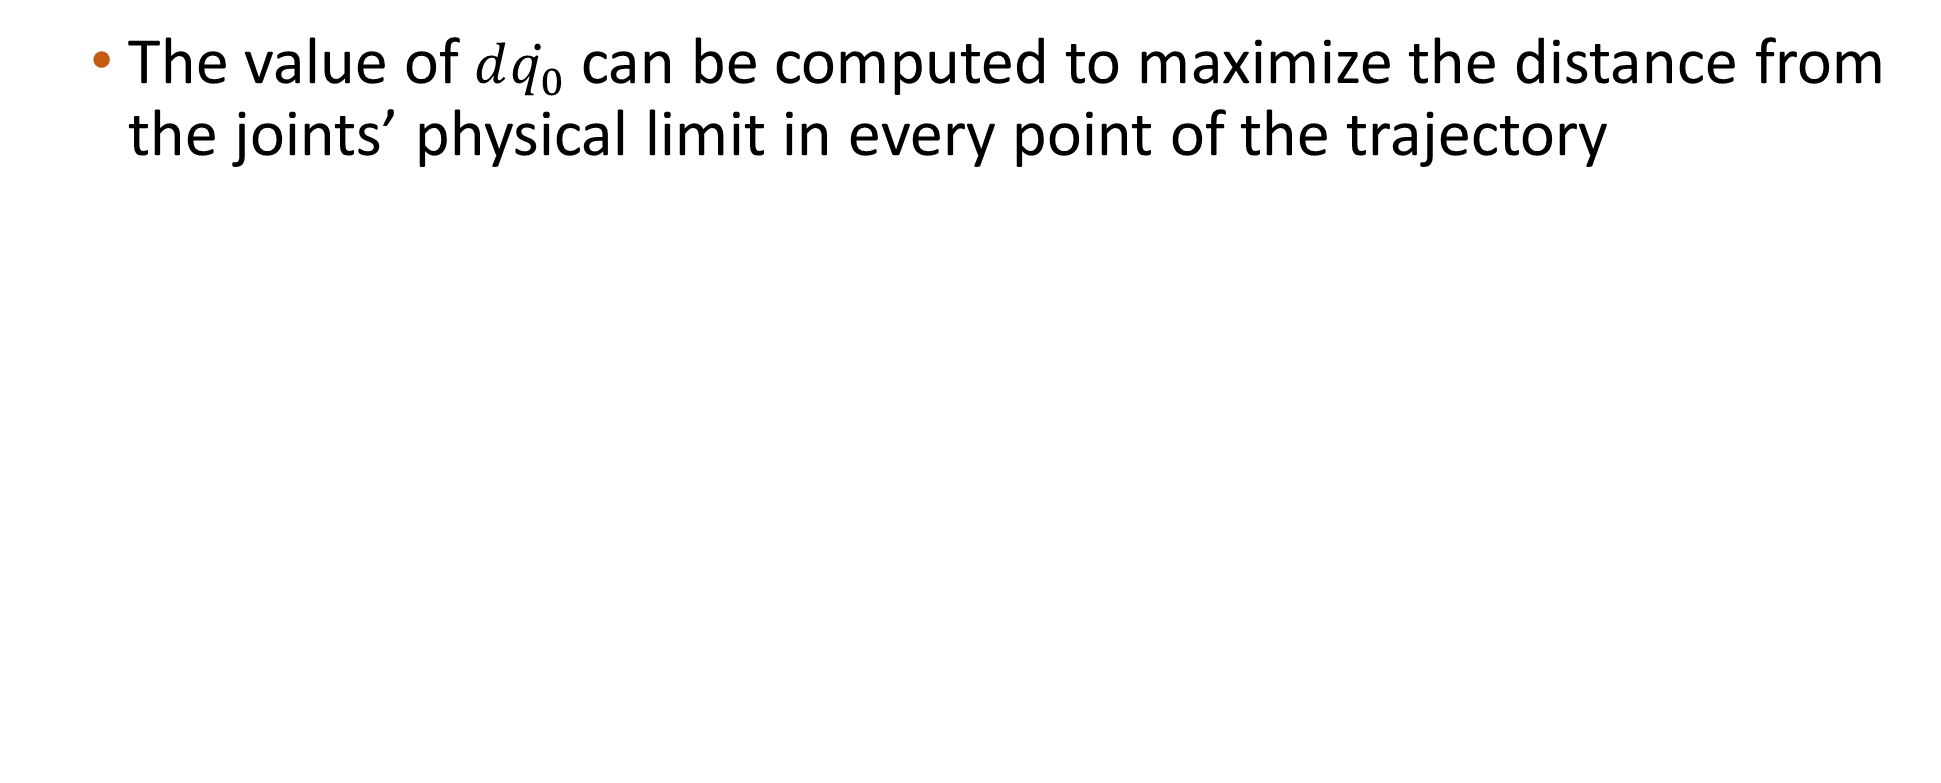 • The value of dq̇₀ can be computed to maximize the distance from
the joints’ physical limit in every point of the trajectory